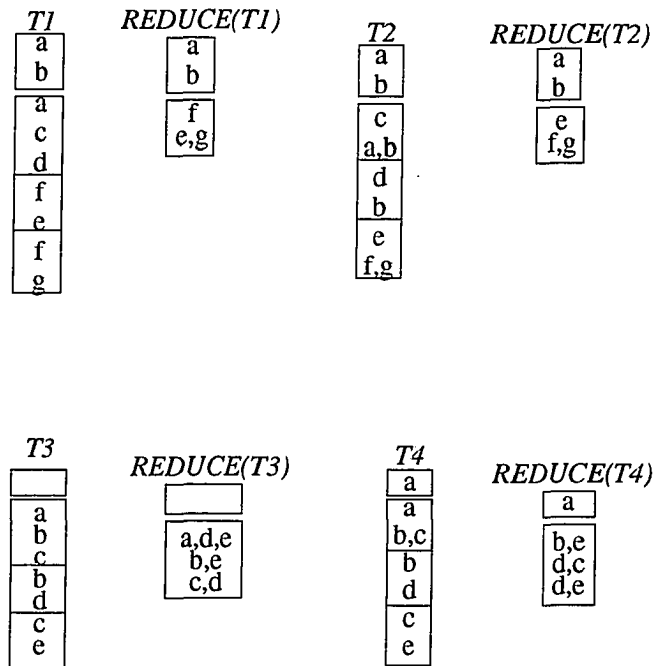 T1
a
b
a
c
d
f
e
f
g
REDUCE(T1)
a
b
f
e,g
T2
a
b
c
a,b
d
b
e
f,g
REDUCE(T2)
a
b
e
f,g
T3
a
b
c
b
d
c
e
REDUCE(T3)
a,d,e
b,e
c,d
T4
a
a
b,c
b
d
c
e
REDUCE(T4)
a
b,e
d,c
d,e